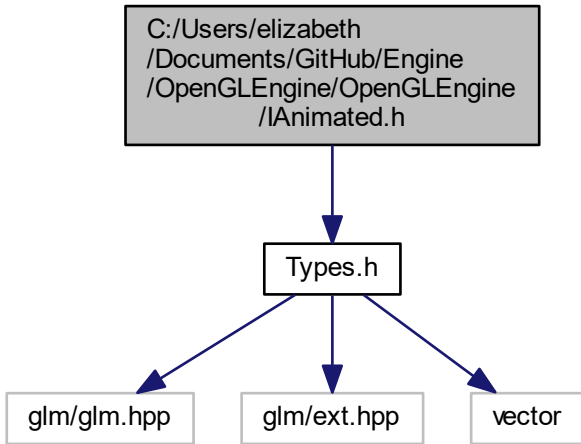 C:/Users/elizabeth
/Documents/GitHub/Engine
/OpenGLEngine/OpenGLEngine
/IAnimated.h
Types.h
glm/glm.hpp
glm/ext.hpp
vector